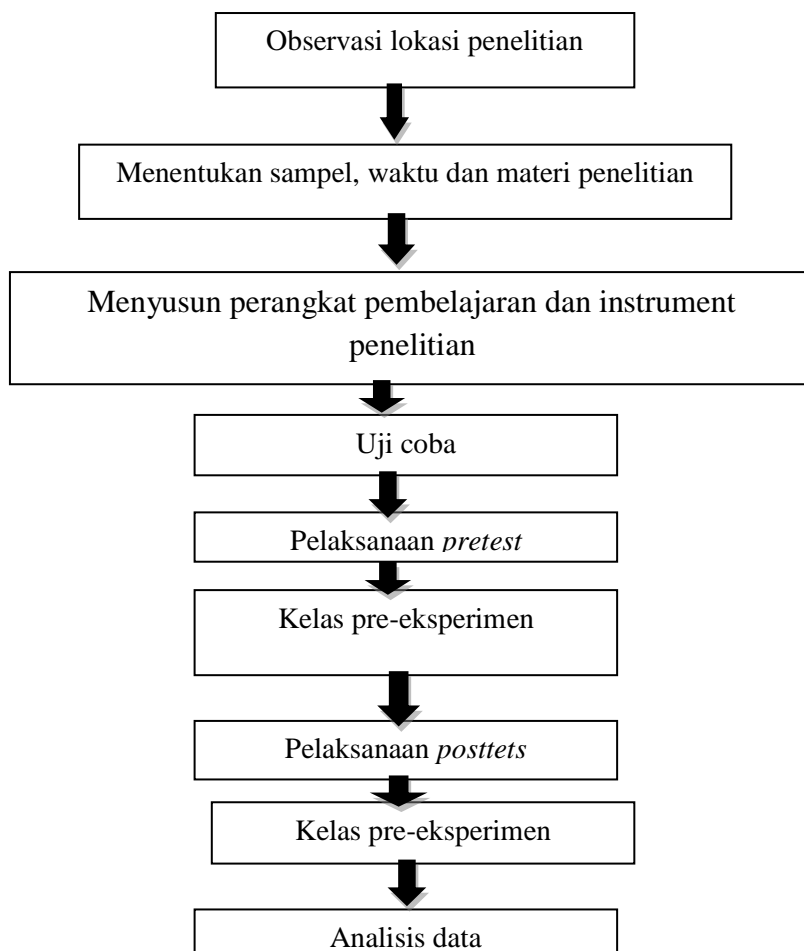 Observasi lokasi penelitian
Menentukan sampel, waktu dan materi penelitian
Menyusun perangkat pembelajaran dan instrument
penelitian
Uji coba
Pelaksanaan pretest
Kelas pre-eksperimen
Pelaksanaan posttets
Kelas pre-eksperimen
Analisis data